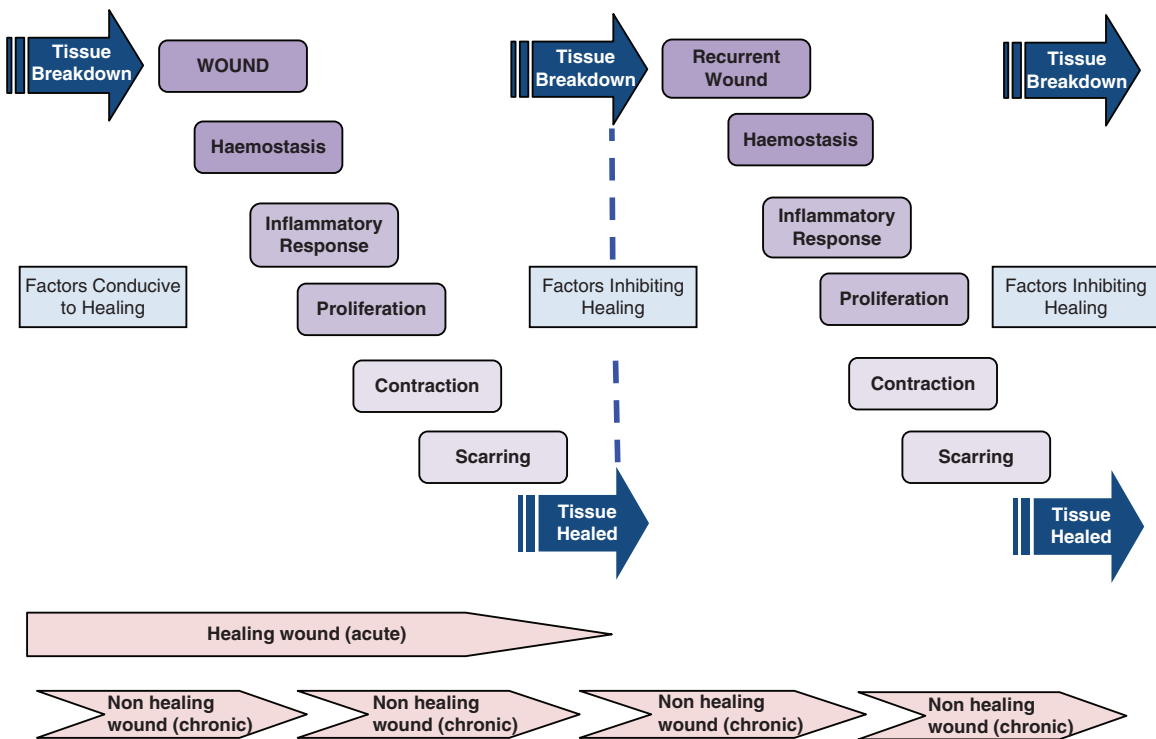 Tissue
Breakdown
WOUND
Haemostasis
Inflammatory
Response
Factors Conducive
to Healing
Proliferation
Contraction
Scarring
Tissue
Healed
Tissue
Breakdown
Factors Inhibiting
Healing
Recurrent
Wound
Haemostasis
Inflammatory
Response
Proliferation
Contraction
Scarring
Tissue
Healed
Tissue
Breakdown
Factors Inhibiting
Healing
Healing wound (acute)
Non healing
wound (chronic)
Non healing
wound (chronic)
Non healing
wound (chronic)
Non healing
wound (chronic)